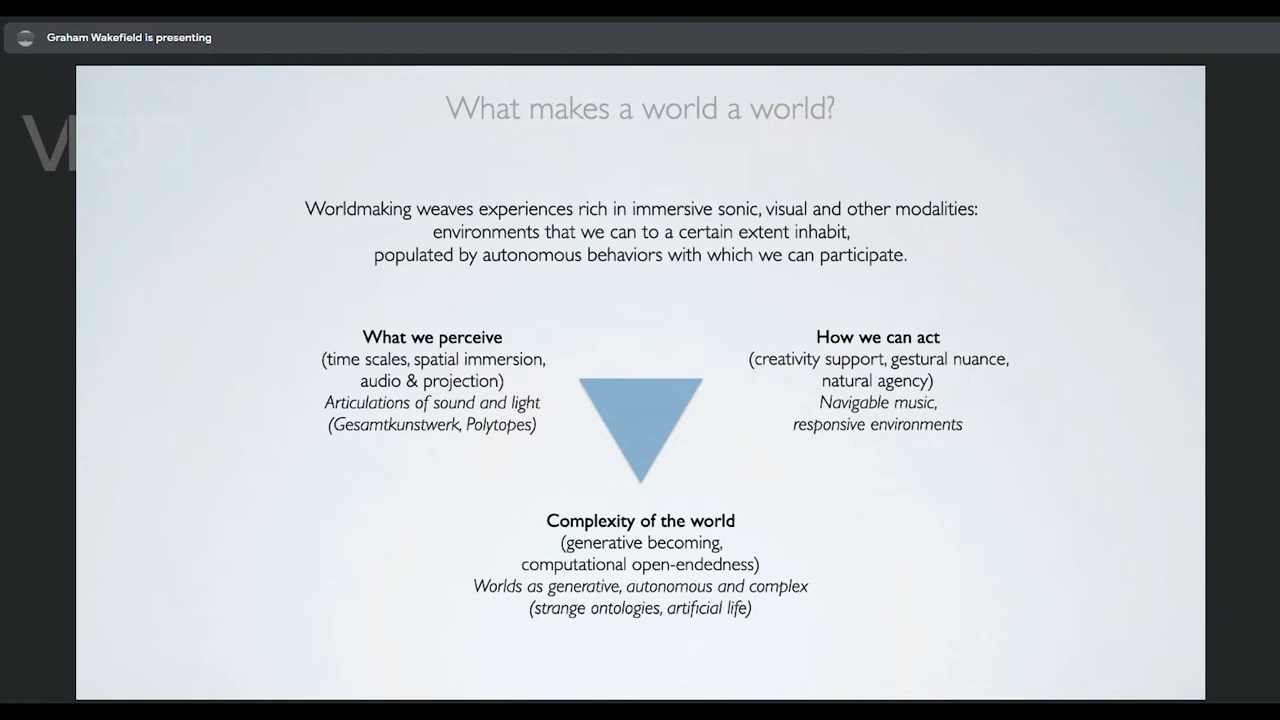 Graham Wakefield is presenting
VRTO
What makes a world a world?
Worldmaking weaves experiences rich in immersive sonic, visual and other modalities:
environments that we can to a certain extent inhabit,
populated by autonomous behaviors with which we can participate.
What we perceive
(time scales, spatial immersion,
audio & projection)
Articulations of sound and light
(Gesamtkunstwerk, Polytopes)
How we can act
(creativity support, gestural nuance,
natural agency)
Navigable music,
responsive environments
Complexity of the world
(generative becoming,
computational open-endedness)
Worlds as generative, autonomous and complex
(strange ontologies, artificial life)